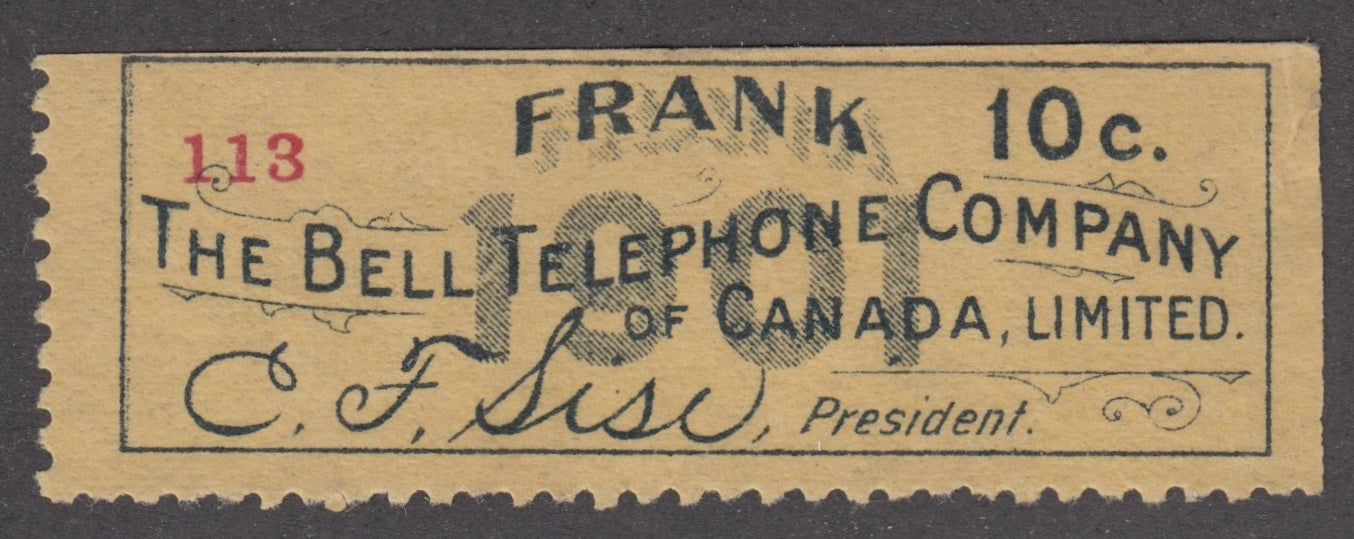 FRANK 10c.
113
1901
THE BELL TELEPHONE COMPANY
OF CANADA, LIMITED.
C. F. Sise, President.